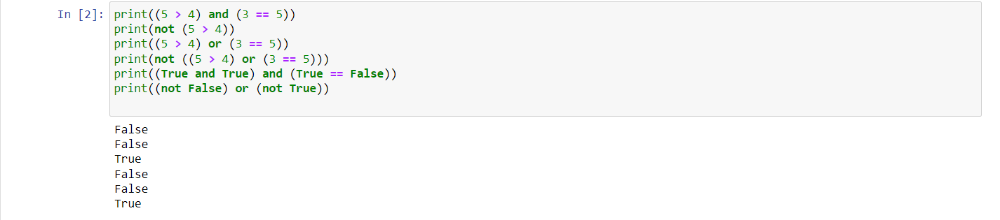 In [2]: print((5 > 4) and (3 == 5))
print(not (5 > 4))
print((5 > 4) or (3 == 5))
print(not ((5 > 4) or (3 == 5)))
print((True and True) and (True == False))
print((not False) or (not True))
False
False
True
False
False
True